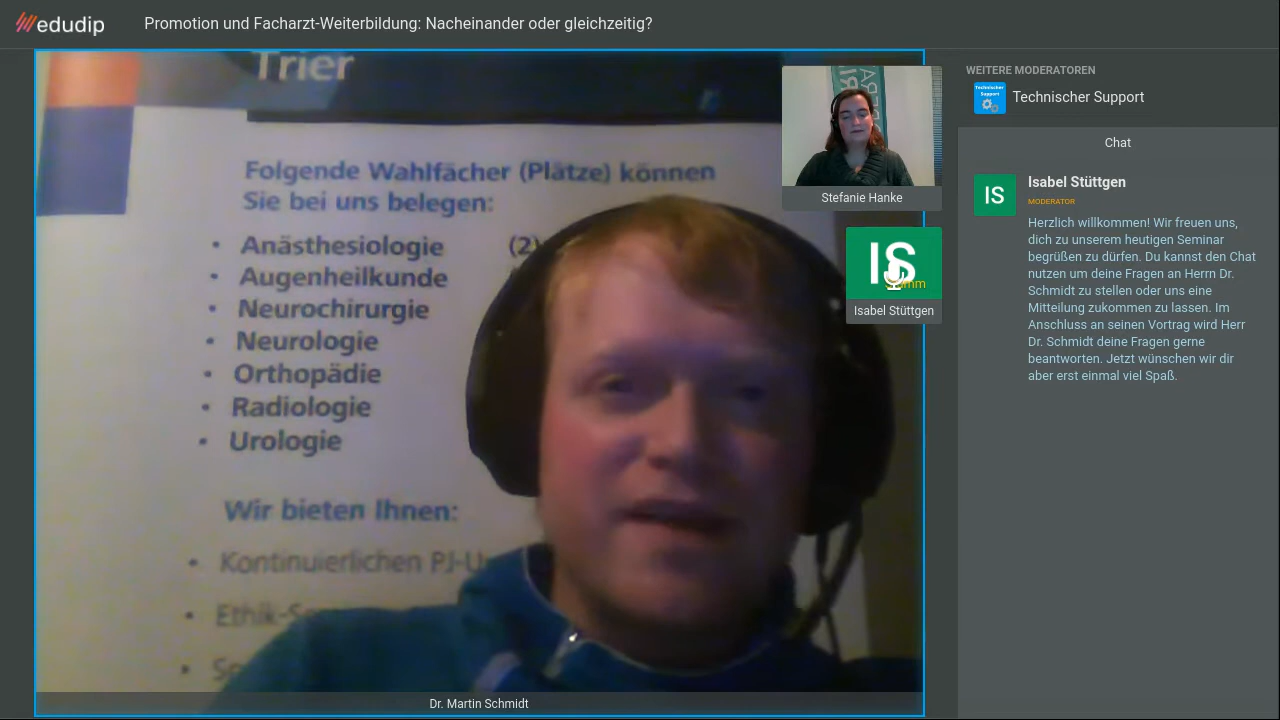 edudip
Promotion und Facharzt-Weiterbildung: Nacheinander oder gleichzeitig?
Trier
Folgende Wahlfächer (Plätze) können
Sie bei uns belegen:
• Anästhesiologie (2)
• Augenheilkunde
• Neurochirurgie
• Neurologie
• Orthopädie
• Radiologie
• Urologie
Wir bieten Ihnen:
• Kontinuierlichen PJ-U
• Ethik-Se
• Sp
Dr. Martin Schmidt
Stefanie Hanke
IS
Isabel Stüttgen
WEITERE MODERATOREN
Technischer Support
Technischer Support
Chat
IS
Isabel Stüttgen
MODERATOR
Herzlich willkommen! Wir freuen uns,
dich zu unserem heutigen Seminar
begrüßen zu dürfen. Du kannst den Chat
nutzen um deine Fragen an Herrn Dr.
Schmidt zu stellen oder uns eine
Mitteilung zukommen zu lassen. Im
Anschluss an seinen Vortrag wird Herr
Dr. Schmidt deine Fragen gerne
beantworten. Jetzt wünschen wir dir
aber erst einmal viel Spaß.